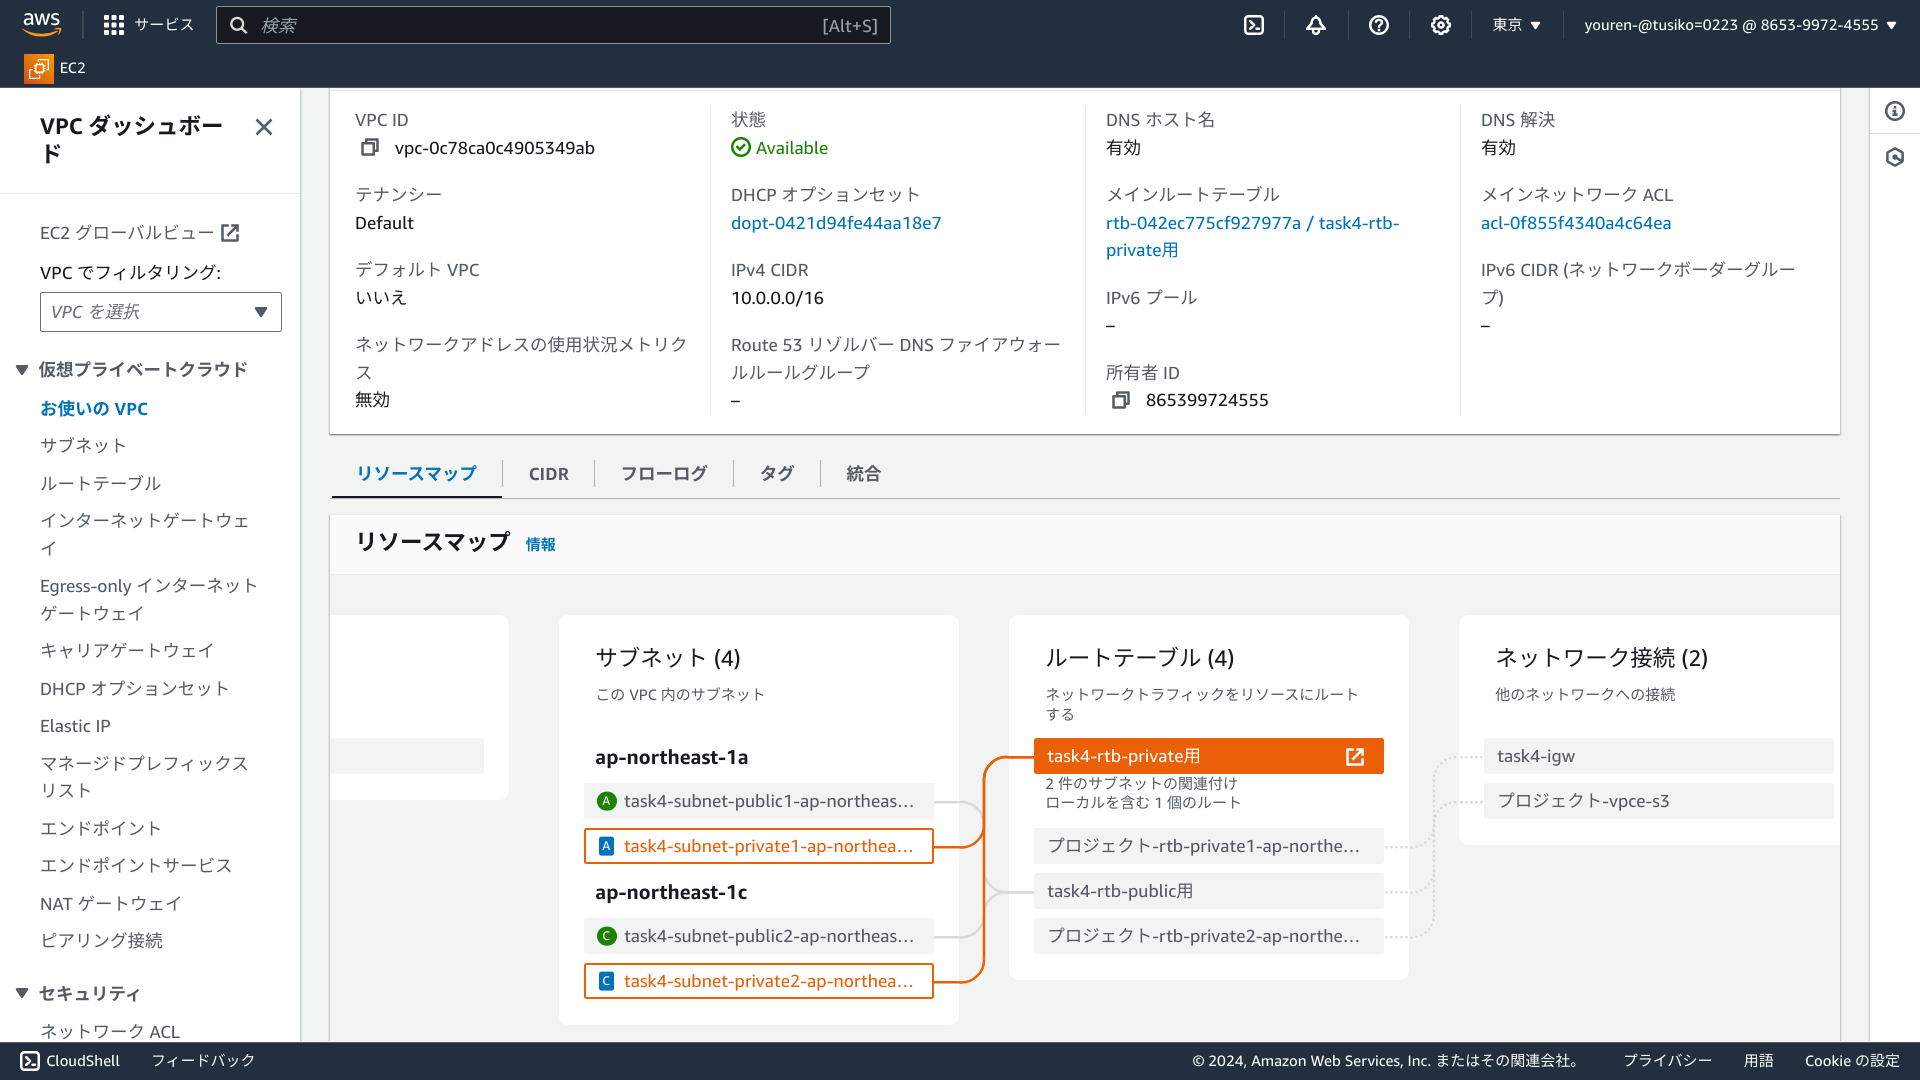 aws
サービス
検索
[Alt+S]
東京
youren-@tusiko=0223 @ 8653-9972-4555
EC2
VPC ダッシュボー
ド
EC2 グローバルビュー
VPC でフィルタリング:
VPC を選択
仮想プライベートクラウド
お使いの VPC
サブネット
ルートテーブル
インターネットゲートウェ
イ
Egress-only インターネット
ゲートウェイ
キャリアゲートウェイ
DHCP オプションセット
Elastic IP
マネージドプレフィックス
リスト
エンドポイント
エンドポイントサービス
NAT ゲートウェイ
ピアリング接続
セキュリティ
ネットワーク ACL
VPC ID
vpc-0c78ca0c4905349ab
テナンシー
Default
デフォルト VPC
いいえ
ネットワークアドレスの使用状況メトリク
ス
無効
状態
Available
DHCP オプションセット
dopt-0421d94fe44aa18e7
IPv4 CIDR
10.0.0.0/16
Route 53 リゾルバー DNS ファイアウォー
ルルールグループ
–
DNS ホスト名
有効
メインルートテーブル
rtb-042ec775cf927977a / task4-rtb-
private用
IPv6 プール
–
所有者 ID
865399724555
DNS 解決
有効
メインネットワーク ACL
acl-0f855f4340a4c64ea
IPv6 CIDR (ネットワークボーダーグルー
プ)
–
リソースマップ
CIDR
フローログ
タグ
統合
リソースマップ 情報
サブネット (4)
この VPC 内のサブネット
ap-northeast-1a
A task4-subnet-public1-ap-northeas...
A task4-subnet-private1-ap-northea...
ap-northeast-1c
C task4-subnet-public2-ap-northeas...
C task4-subnet-private2-ap-northea...
ルートテーブル (4)
ネットワークトラフィックをリソースにルート
する
task4-rtb-private用
2 件のサブネットの関連付け
ローカルを含む 1 個のルート
プロジェクト-rtb-private1-ap-northe...
task4-rtb-public用
プロジェクト-rtb-private2-ap-northe...
ネットワーク接続 (2)
他のネットワークへの接続
task4-igw
プロジェクト-vpce-s3
CloudShell
フィードバック
© 2024, Amazon Web Services, Inc. またはその関連会社。
プライバシー
用語
Cookie の設定